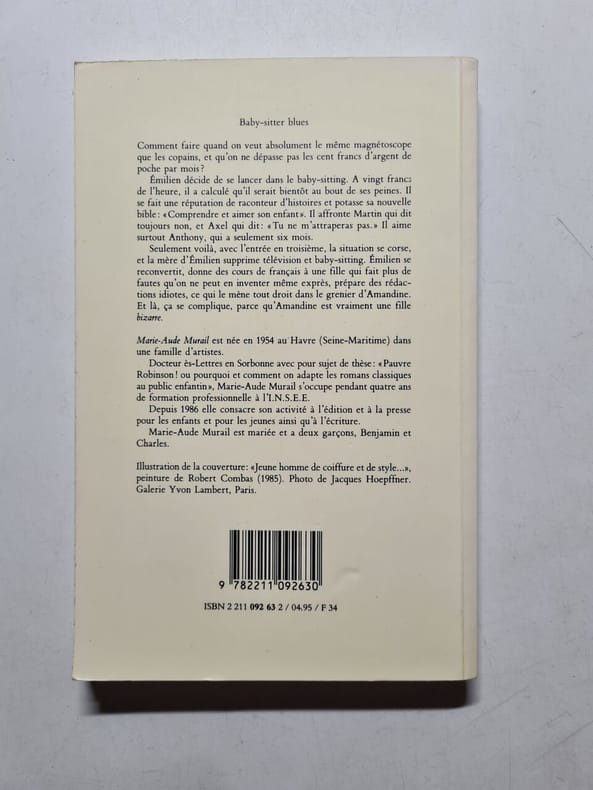 Baby-sitter blues
Comment faire quand on veut absolument le même magnétoscope
que les copains, et qu'on ne dépasse pas les cent francs d'argent de
poche par mois?
Émilien décide de se lancer dans le baby-sitting. A vingt francs
de l'heure, il a calculé qu'il serait bientôt au bout de ses peines. Il
se fait une réputation de raconteur d'histoires et potasse sa nouvelle
bible: «Comprendre et aimer son enfant». Il affronte Martin qui dit
toujours non, et Axel qui dit: «Tu ne m'attraperas pas.» Il aime
surtout Anthony, qui a seulement six mois.
Seulement voilà, avec l'entrée en troisième, la situation se corse,
et la mère d'Émilien supprime télévision et baby-sitting. Émilien se
reconvertit, donne des cours de français à une fille qui fait plus de
fautes qu'on ne peut en inventer même exprès, prépare des rédac-
tions idiotes, ce qui le mène tout droit dans le grenier d'Amandine.
Et là, ça se complique, parce qu'Amandine est vraiment une fille
bizarre.
Marie-Aude Murail est née en 1954 au Havre (Seine-Maritime) dans
une famille d'artistes.
Docteur ès-Lettres en Sorbonne avec pour sujet de thèse: «Pauvre
Robinson! ou pourquoi et comment on adapte les romans classiques
au public enfantin», Marie-Aude Murail s'occupe pendant quatre ans
de formation professionelle à l'I.N.S.E.E.
Depuis 1986 elle consacre son activité à l'édition et à la presse
pour les enfants et pour les jeunes ainsi qu'à l'écriture.
Marie-Aude Murail est mariée et a deux garçons, Benjamin et
Charles.
Illustration de la couverture: «Jeune homme de coiffure et de style...»,
peinture de Robert Combas (1985). Photo de Jacques Hoepffner.
Galerie Yvon Lambert, Paris.
9 782211 092630
ISBN 2 211 092 63 2 / 04.95 / F 34